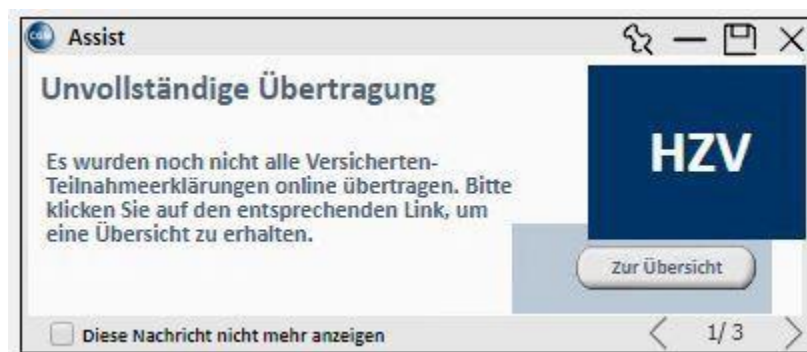 CGM Assist
Unvollständige Übertragung
HZV
Es wurden noch nicht alle Versicherten-
Teilnahmeerklärungen online übertragen. Bitte
klicken Sie auf den entsprechenden Link, um
eine Übersicht zu erhalten.
Zur Übersicht
Diese Nachricht nicht mehr anzeigen
1/ 3